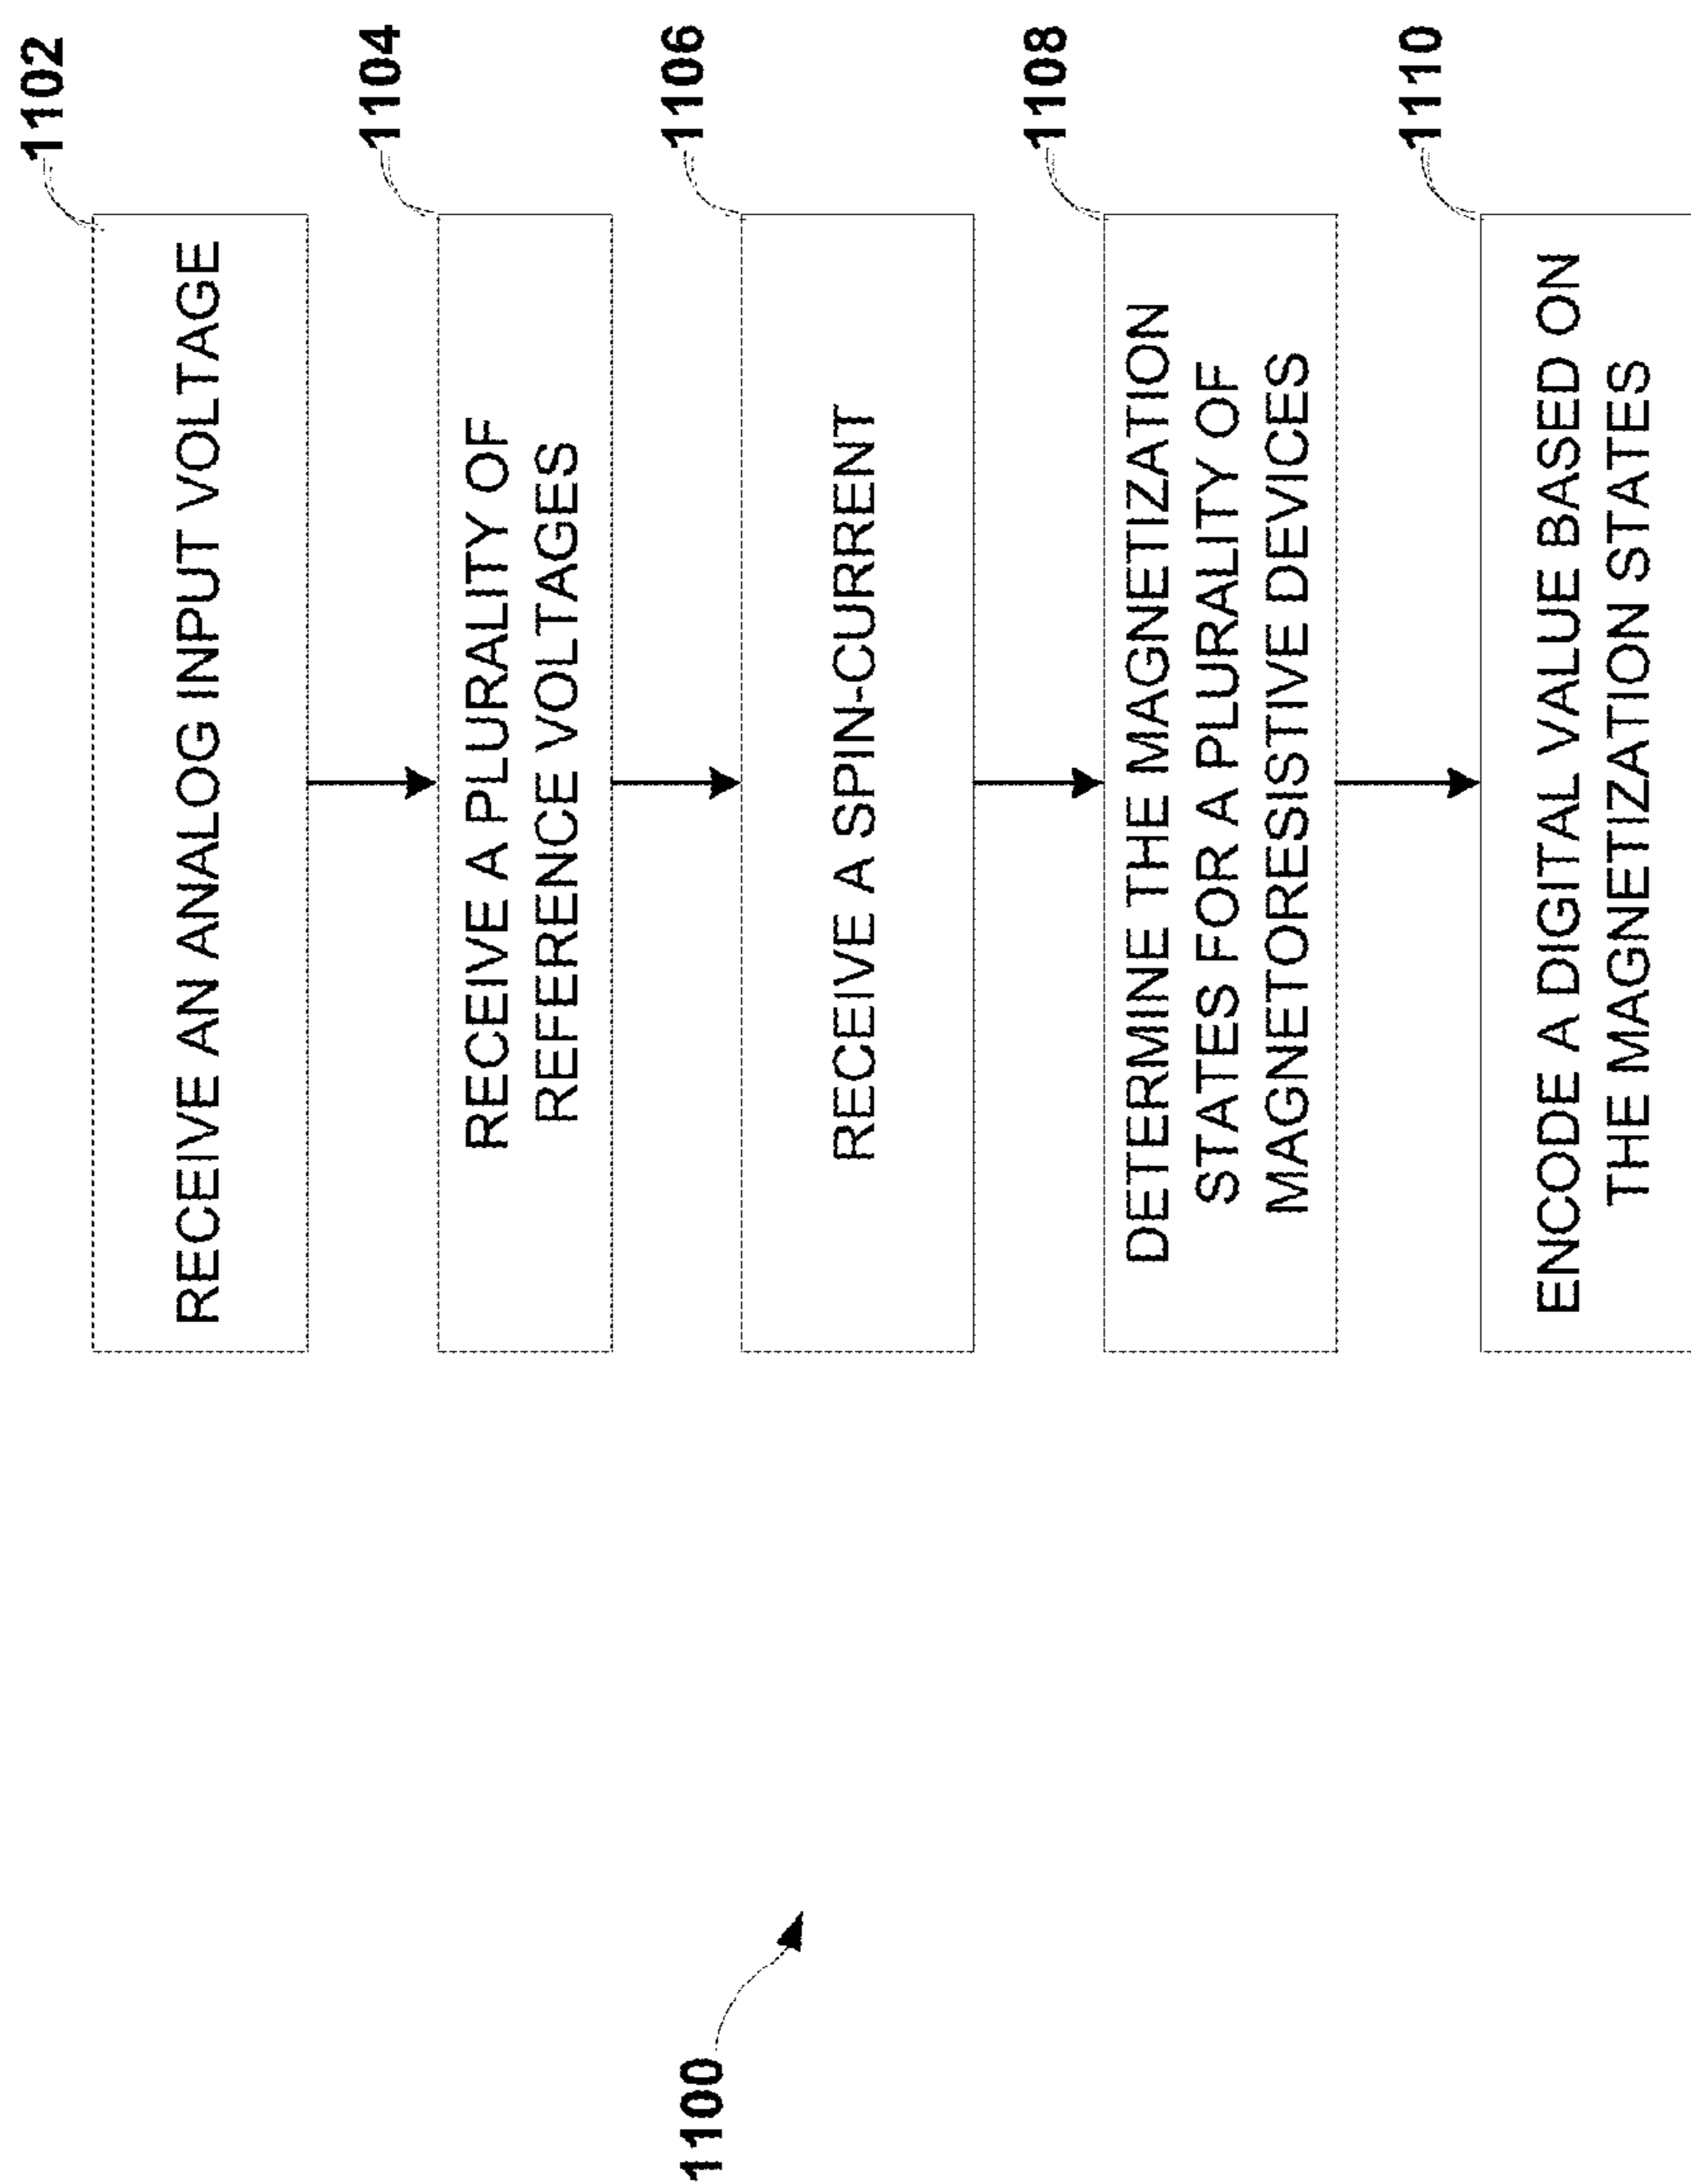 1100
1102
RECEIVE AN ANALOG INPUT VOLTAGE
1104
RECEIVE A PLURALITY OF
REFERENCE VOLTAGES
1106
RECEIVE A SPIN-CURRENT
1108
DETERMINE THE MAGNETIZATION
STATES FOR A PLURALITY OF
MAGNETORESISTIVE DEVICES
1110
ENCODE A DIGITAL VALUE BASED ON
THE MAGNETIZATION STATES